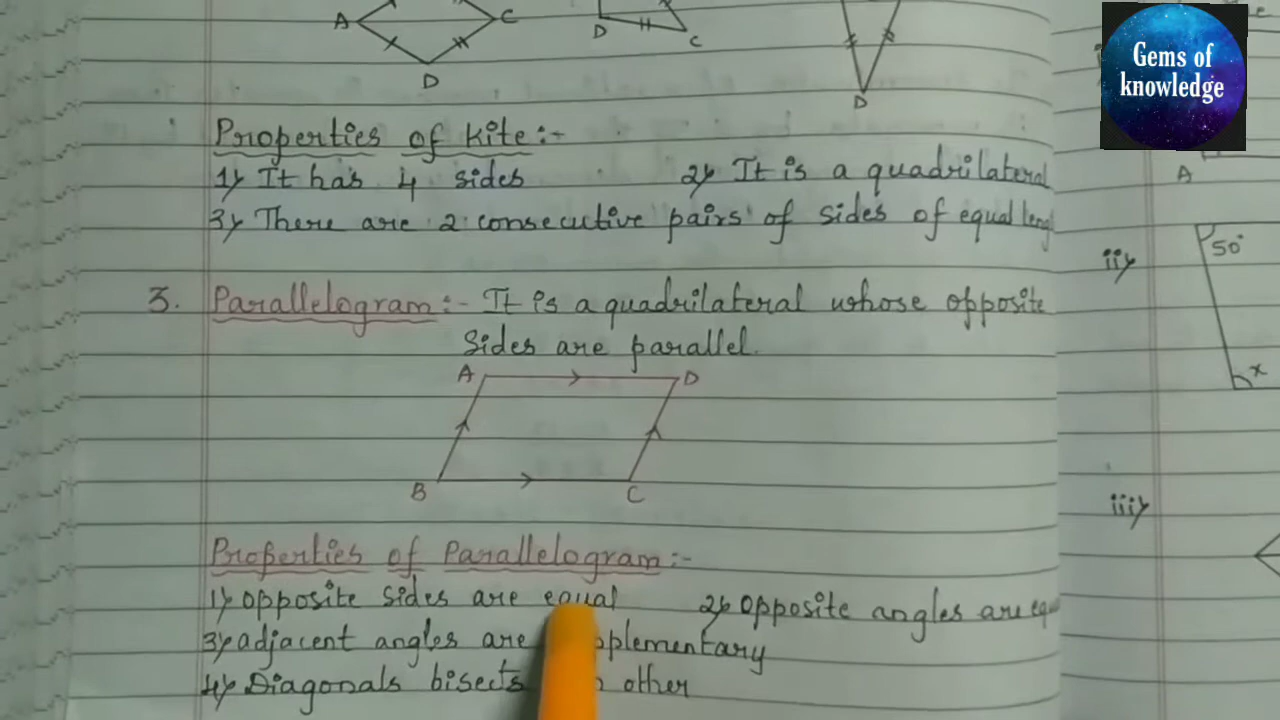 A
C
D
D
C
D
Gems of
knowledge
Properties of kite:-
1) It has 4 sides
2) It is a quadrilateral
3) There are 2 consecutive pairs of sides of equal
A
ii)
50°
x
3. Parallelogram:- It is a quadrilateral whose opposite
Sides are parallel.
A
D
B
C
iii)
Properties of Parallelogram:-
1) opposite sides are equal
2) opposite angles are
3) adjacent angles are pplementary
4) Diagonals bisects other